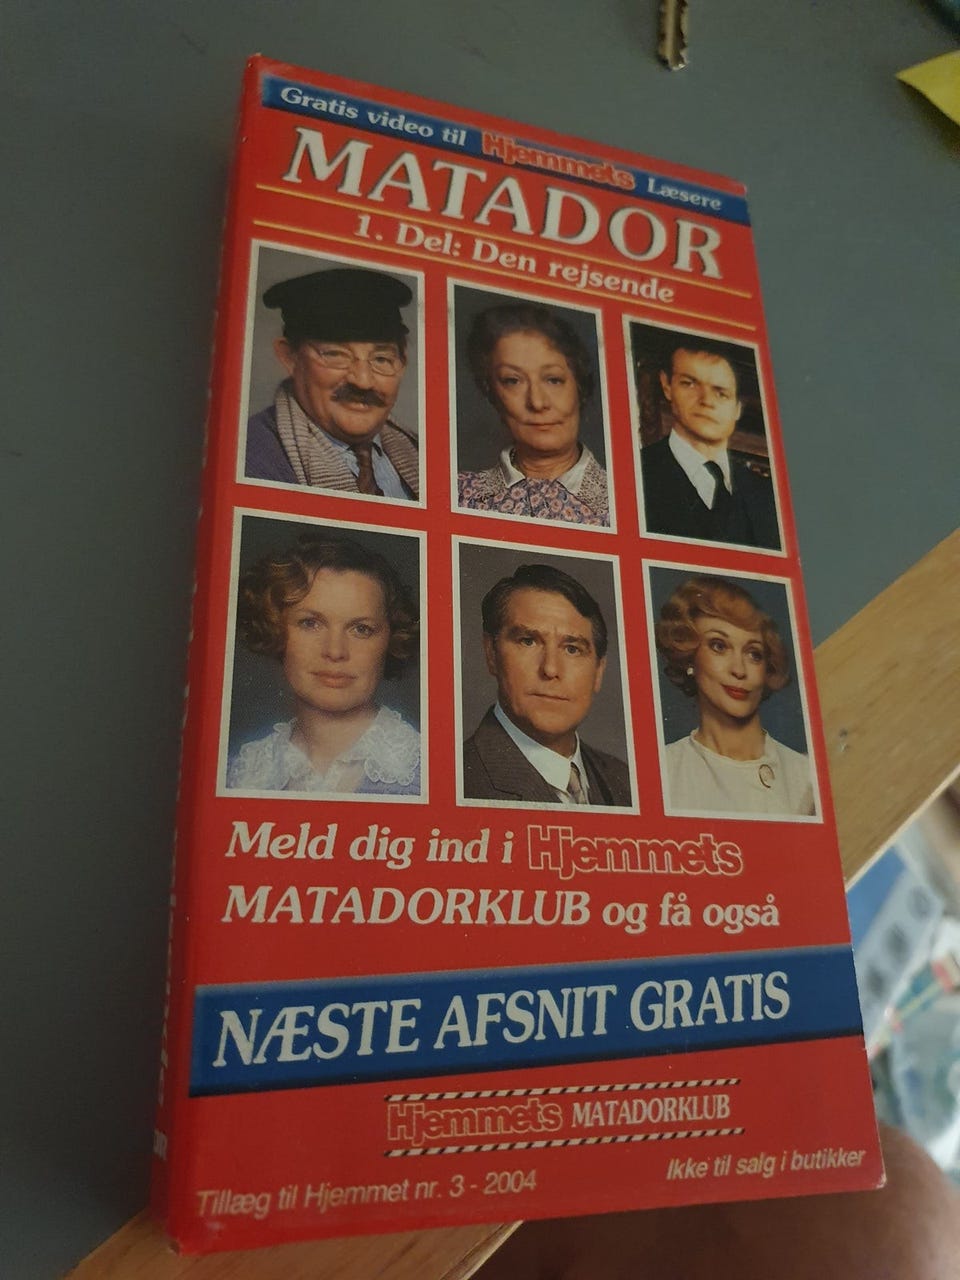 Gratis video til Hjemmets Læsere
MATADOR
1. Del: Den rejsende
Meld dig ind i Hjemmets
MATADORKLUB og få også
NÆSTE AFSNIT GRATIS
Hjemmets MATADORKLUB
Tillæg til Hjemmet nr. 3 - 2004
Ikke til salg i butikker